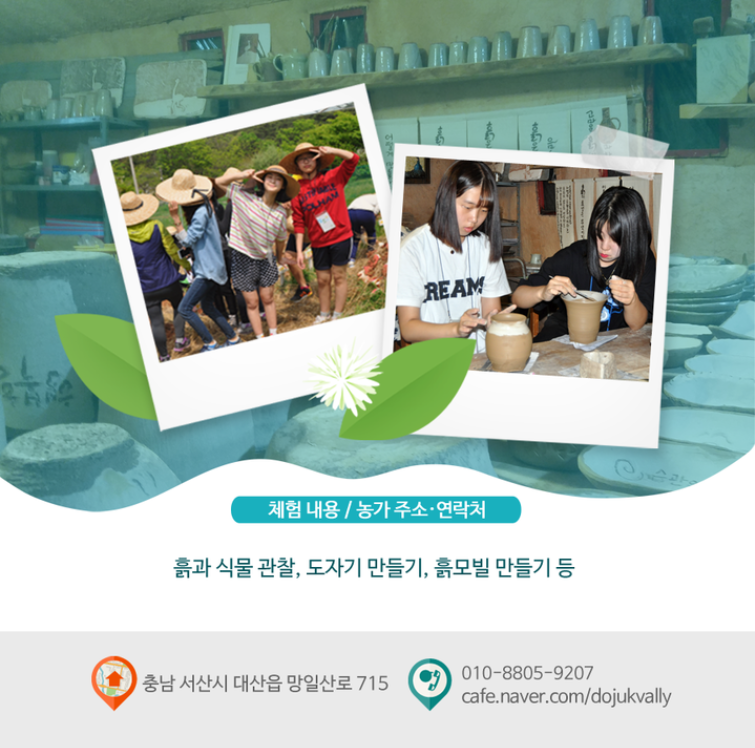 REAMS
체험 내용 / 농가 주소·연락처
흙과 식물 관찰, 도자기 만들기, 흙모빌 만들기 등
충남 서산시 대산읍 망일산로 715
010-8805-9207
cafe.naver.com/dojukvally